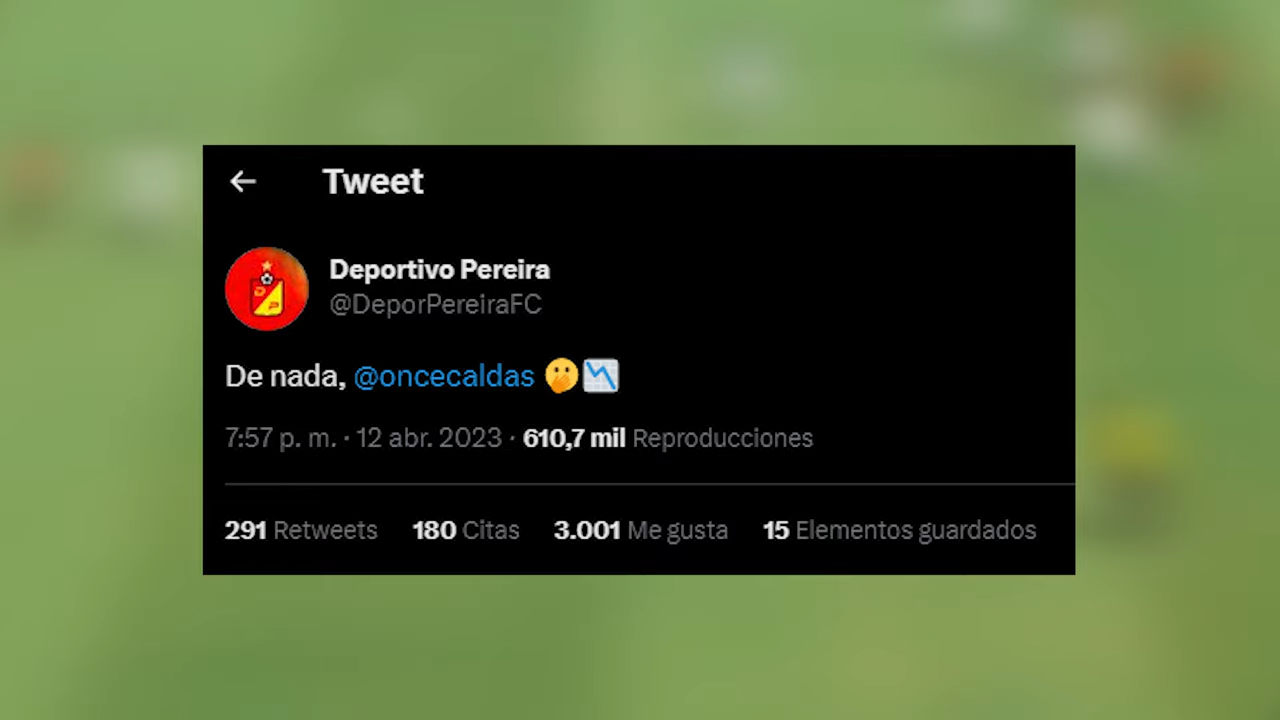 Tweet
Deportivo Pereira
@DeporPereiraFC
De nada, @oncecaldas 🫢📉
7:57 p. m. · 12 abr. 2023 · 610,7 mil Reproducciones
291 Retweets 180 Citas 3.001 Me gusta 15 Elementos guardados